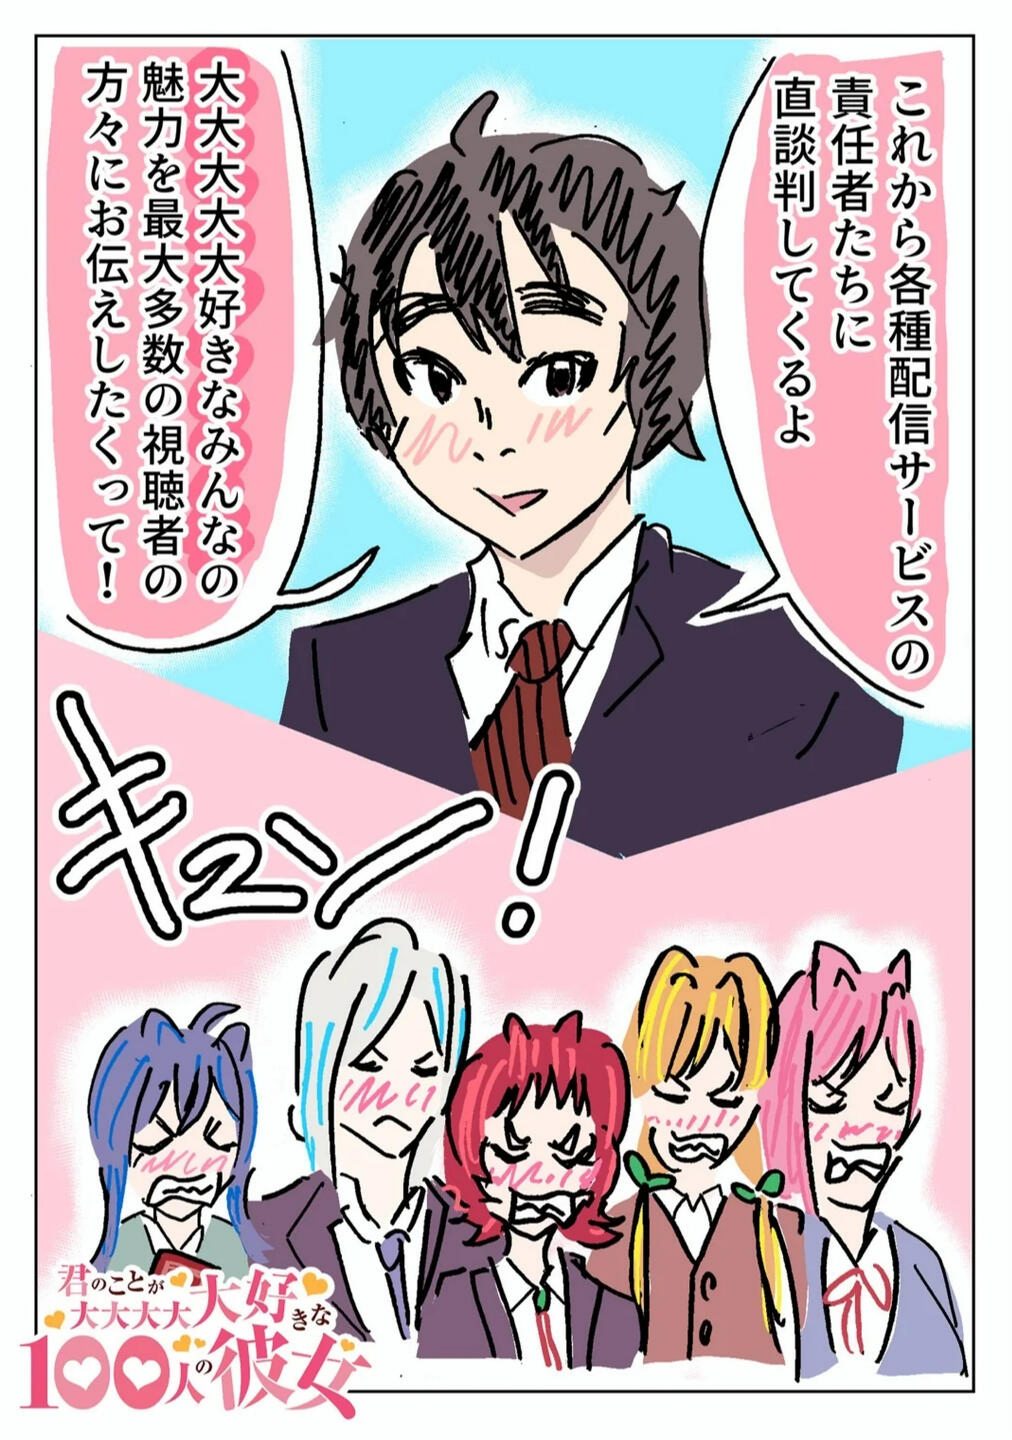 これから各種配信サービスの
責任者たちに
直談判してくるよ
大大大大大好きなみんなの
魅力を最大多数の視聴者の
方々にお伝えしたくって！
キュン！
君のことが
大大大大大好きな
100人の彼女